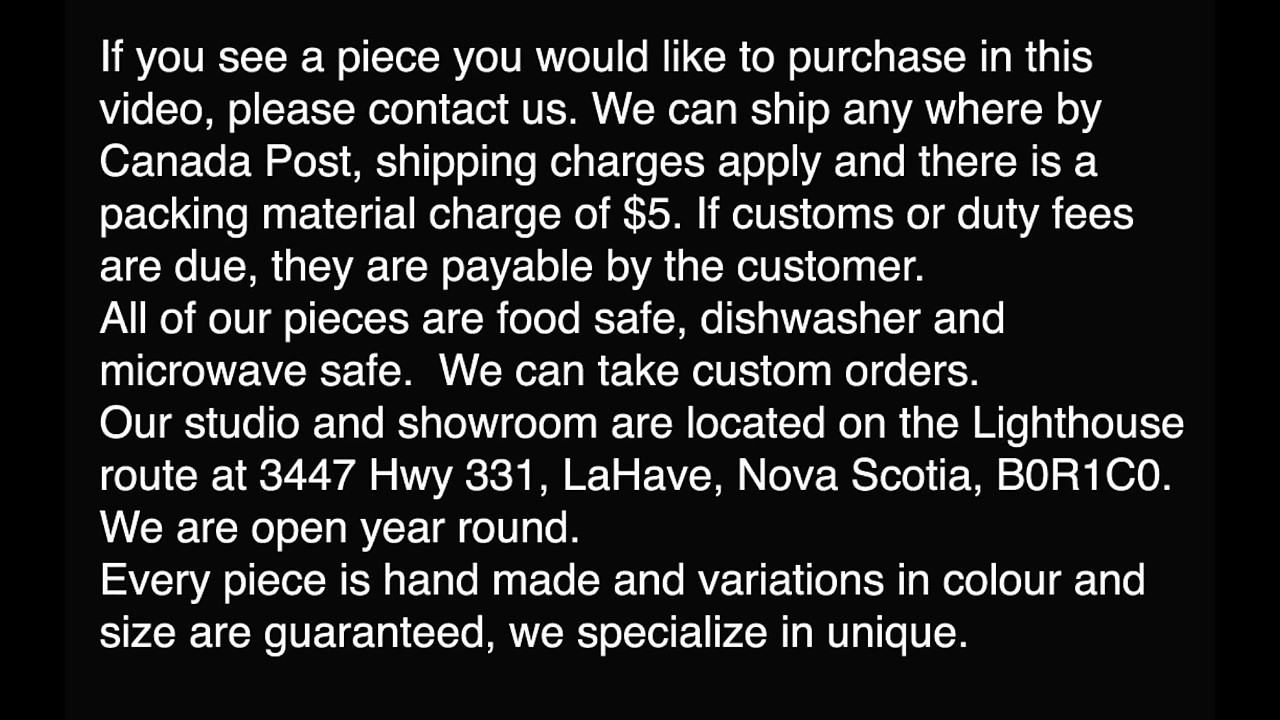 If you see a piece you would like to purchase in this
video, please contact us. We can ship any where by
Canada Post, shipping charges apply and there is a
packing material charge of $5. If customs or duty fees
are due, they are payable by the customer.
All of our pieces are food safe, dishwasher and
microwave safe.  We can take custom orders.
Our studio and showroom are located on the Lighthouse
route at 3447 Hwy 331, LaHave, Nova Scotia, B0R1C0.
We are open year round.
Every piece is hand made and variations in colour and
size are guaranteed, we specialize in unique.